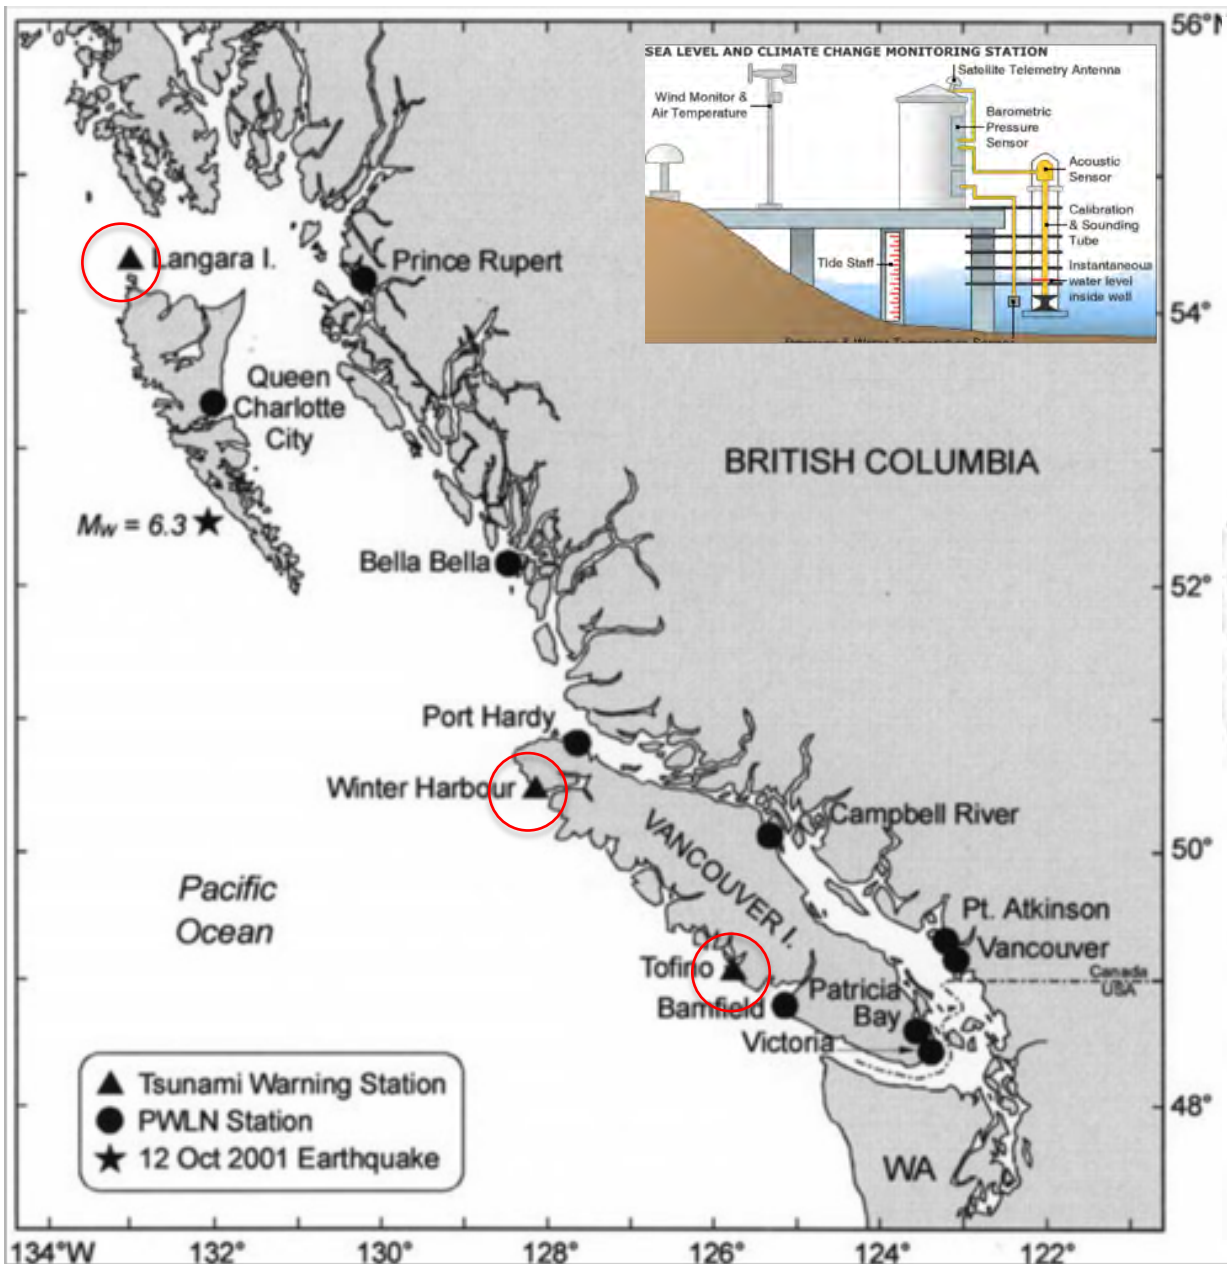 56°N
SEA LEVEL AND CLIMATE CHANGE MONITORING STATION
Satellite Telemetry Antenna
Wind Monitor &
Air Temperature
Barometric
Pressure
Sensor
Acoustic
Sensor
Calibration
& Sounding
Tube
Tide Staff
Instantaneous
water level
inside well
Langara I.
Prince Rupert
54°
Queen
Charlotte
City
BRITISH COLUMBIA
Mw = 6.3
Bella Bella
52°
Port Hardy
Winter Harbour
Campbell River
VANCOUVER I.
50°
Pacific
Ocean
Pt. Atkinson
Vancouver
Tofino
Canada
USA
Bamfield
Patricia
Bay
Victoria
Tsunami Warning Station
PWLN Station
12 Oct 2001 Earthquake
48°
WA
134°W
132°
130°
128°
126°
124°
122°